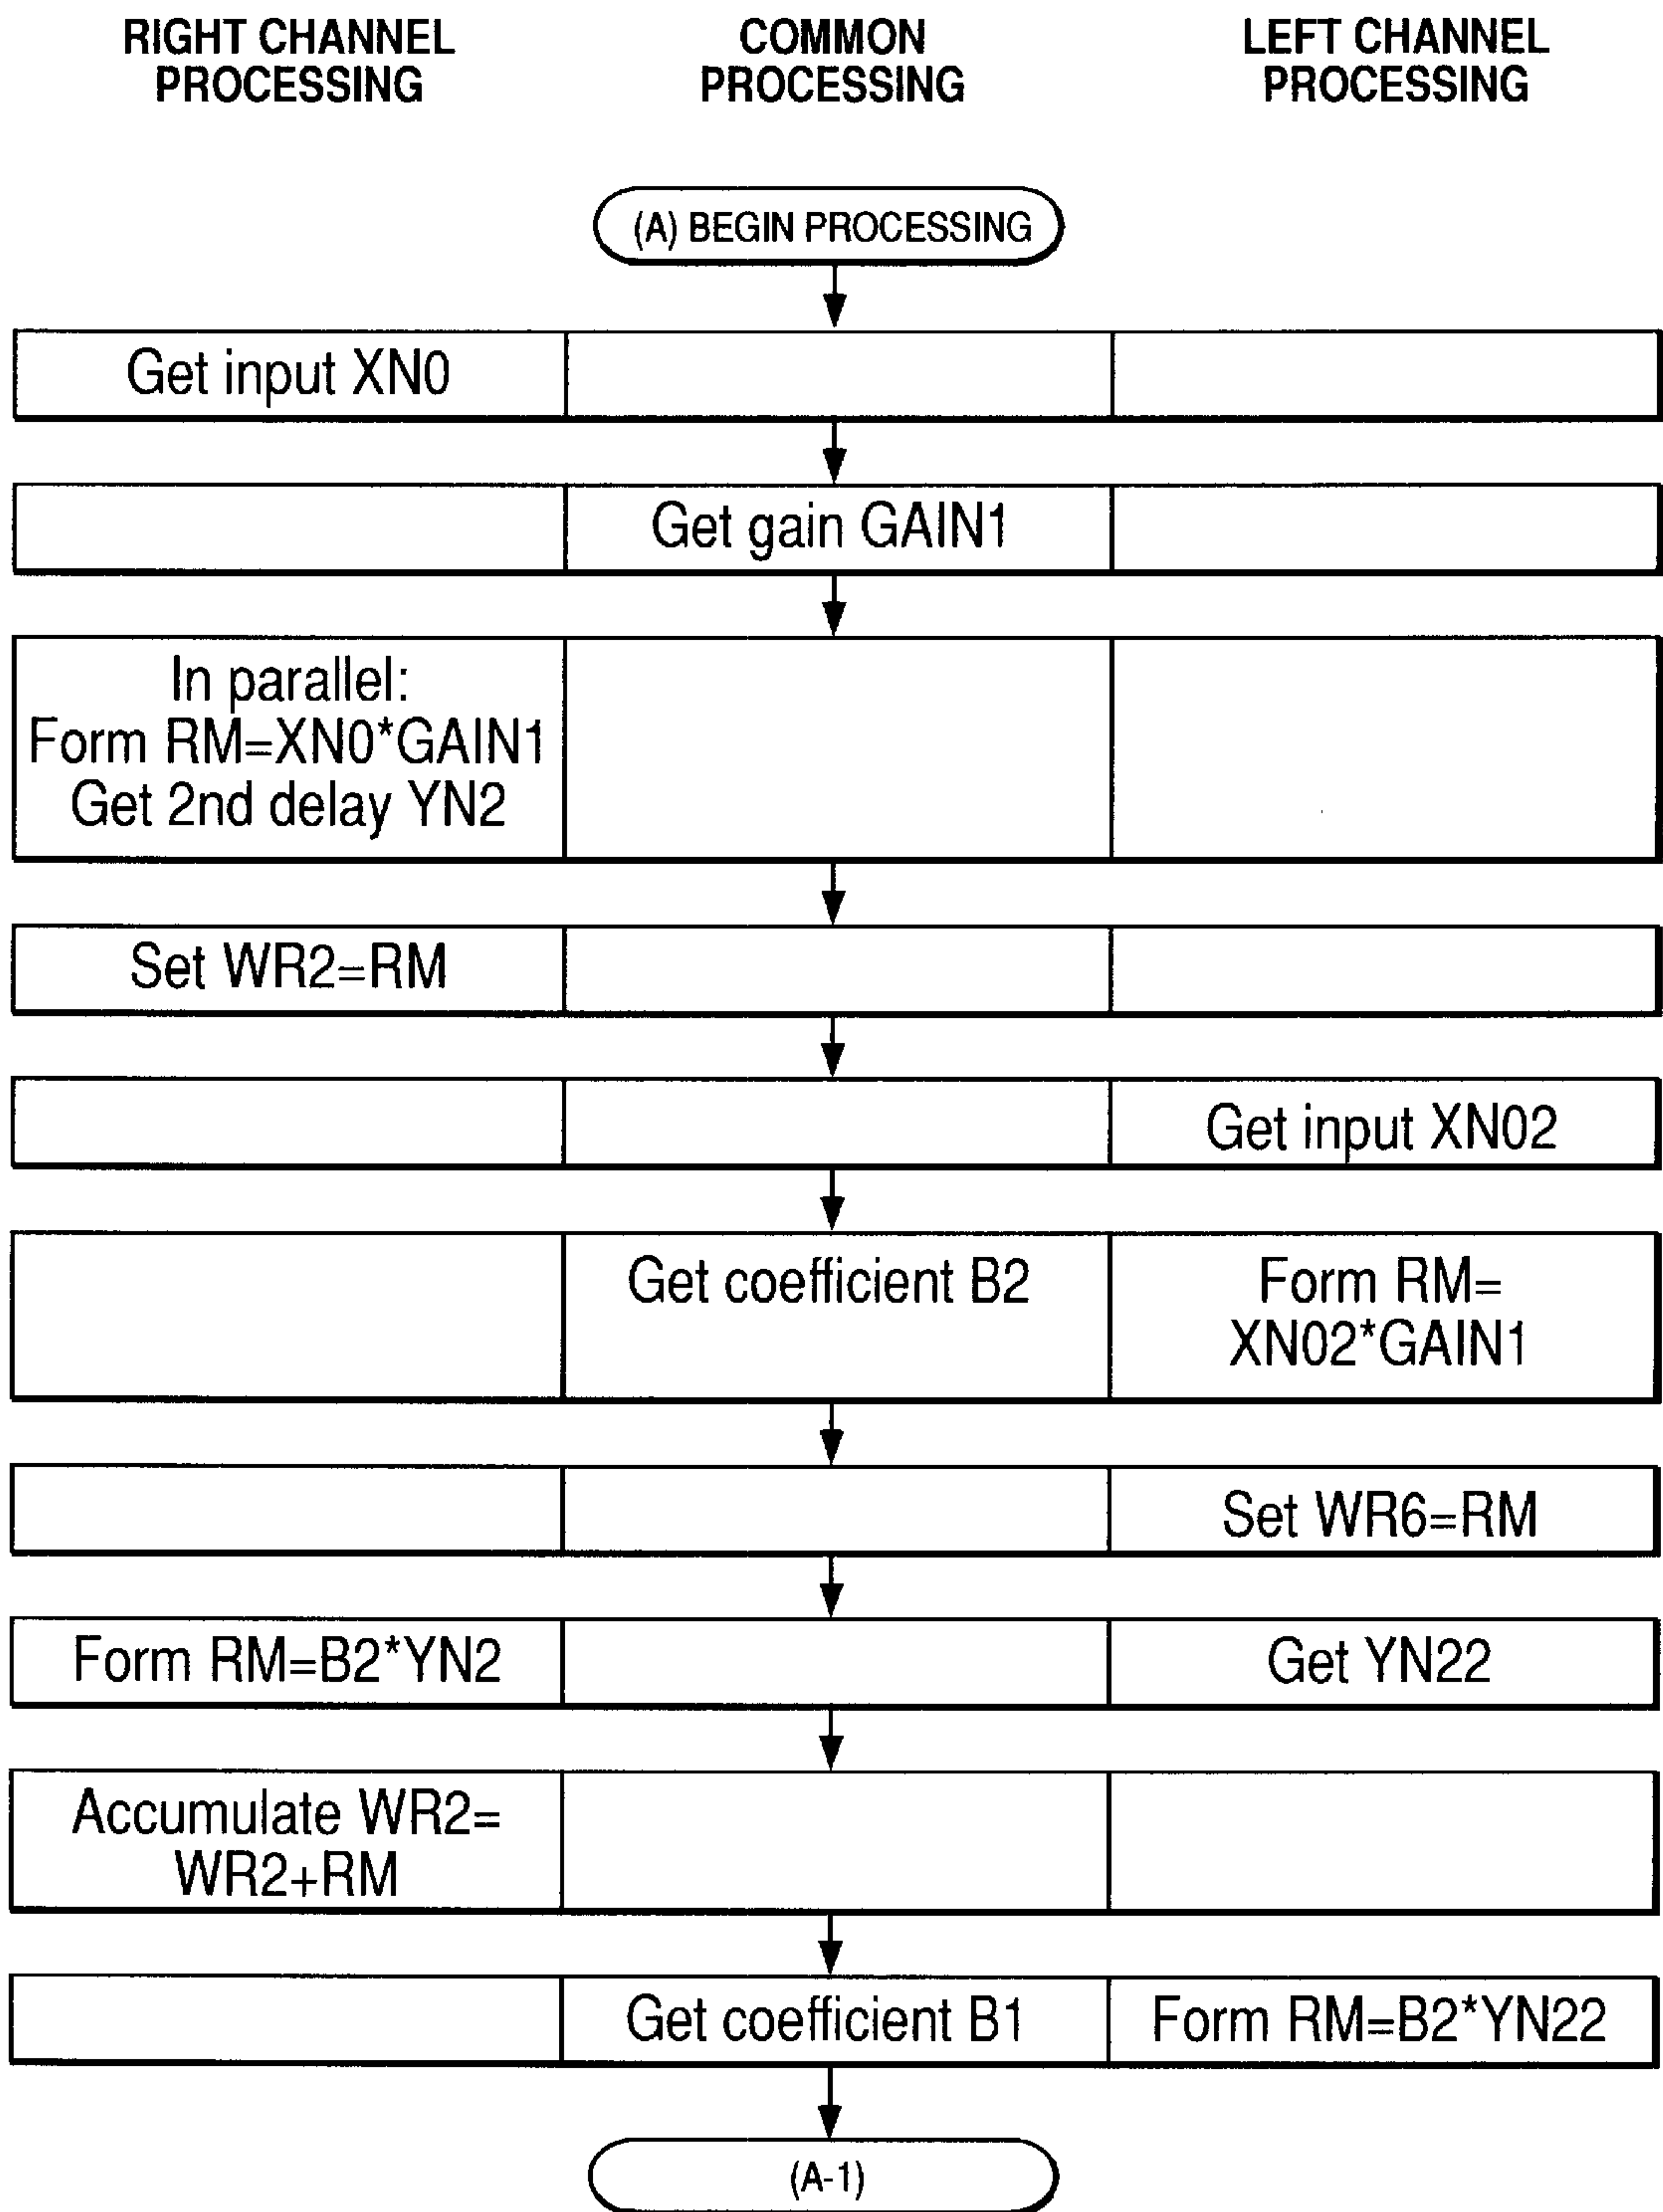 RIGHT CHANNEL
PROCESSING
COMMON
PROCESSING
LEFT CHANNEL
PROCESSING
(A) BEGIN PROCESSING
Get input XN0
Get gain GAIN1
In parallel:
Form RM=XN0*GAIN1
Get 2nd delay YN2
Set WR2=RM
Get input XN02
Get coefficient B2
Form RM=
XN02*GAIN1
Set WR6=RM
Form RM=B2*YN2
Get YN22
Accumulate WR2=
WR2+RM
Get coefficient B1
Form RM=B2*YN22
(A-1)